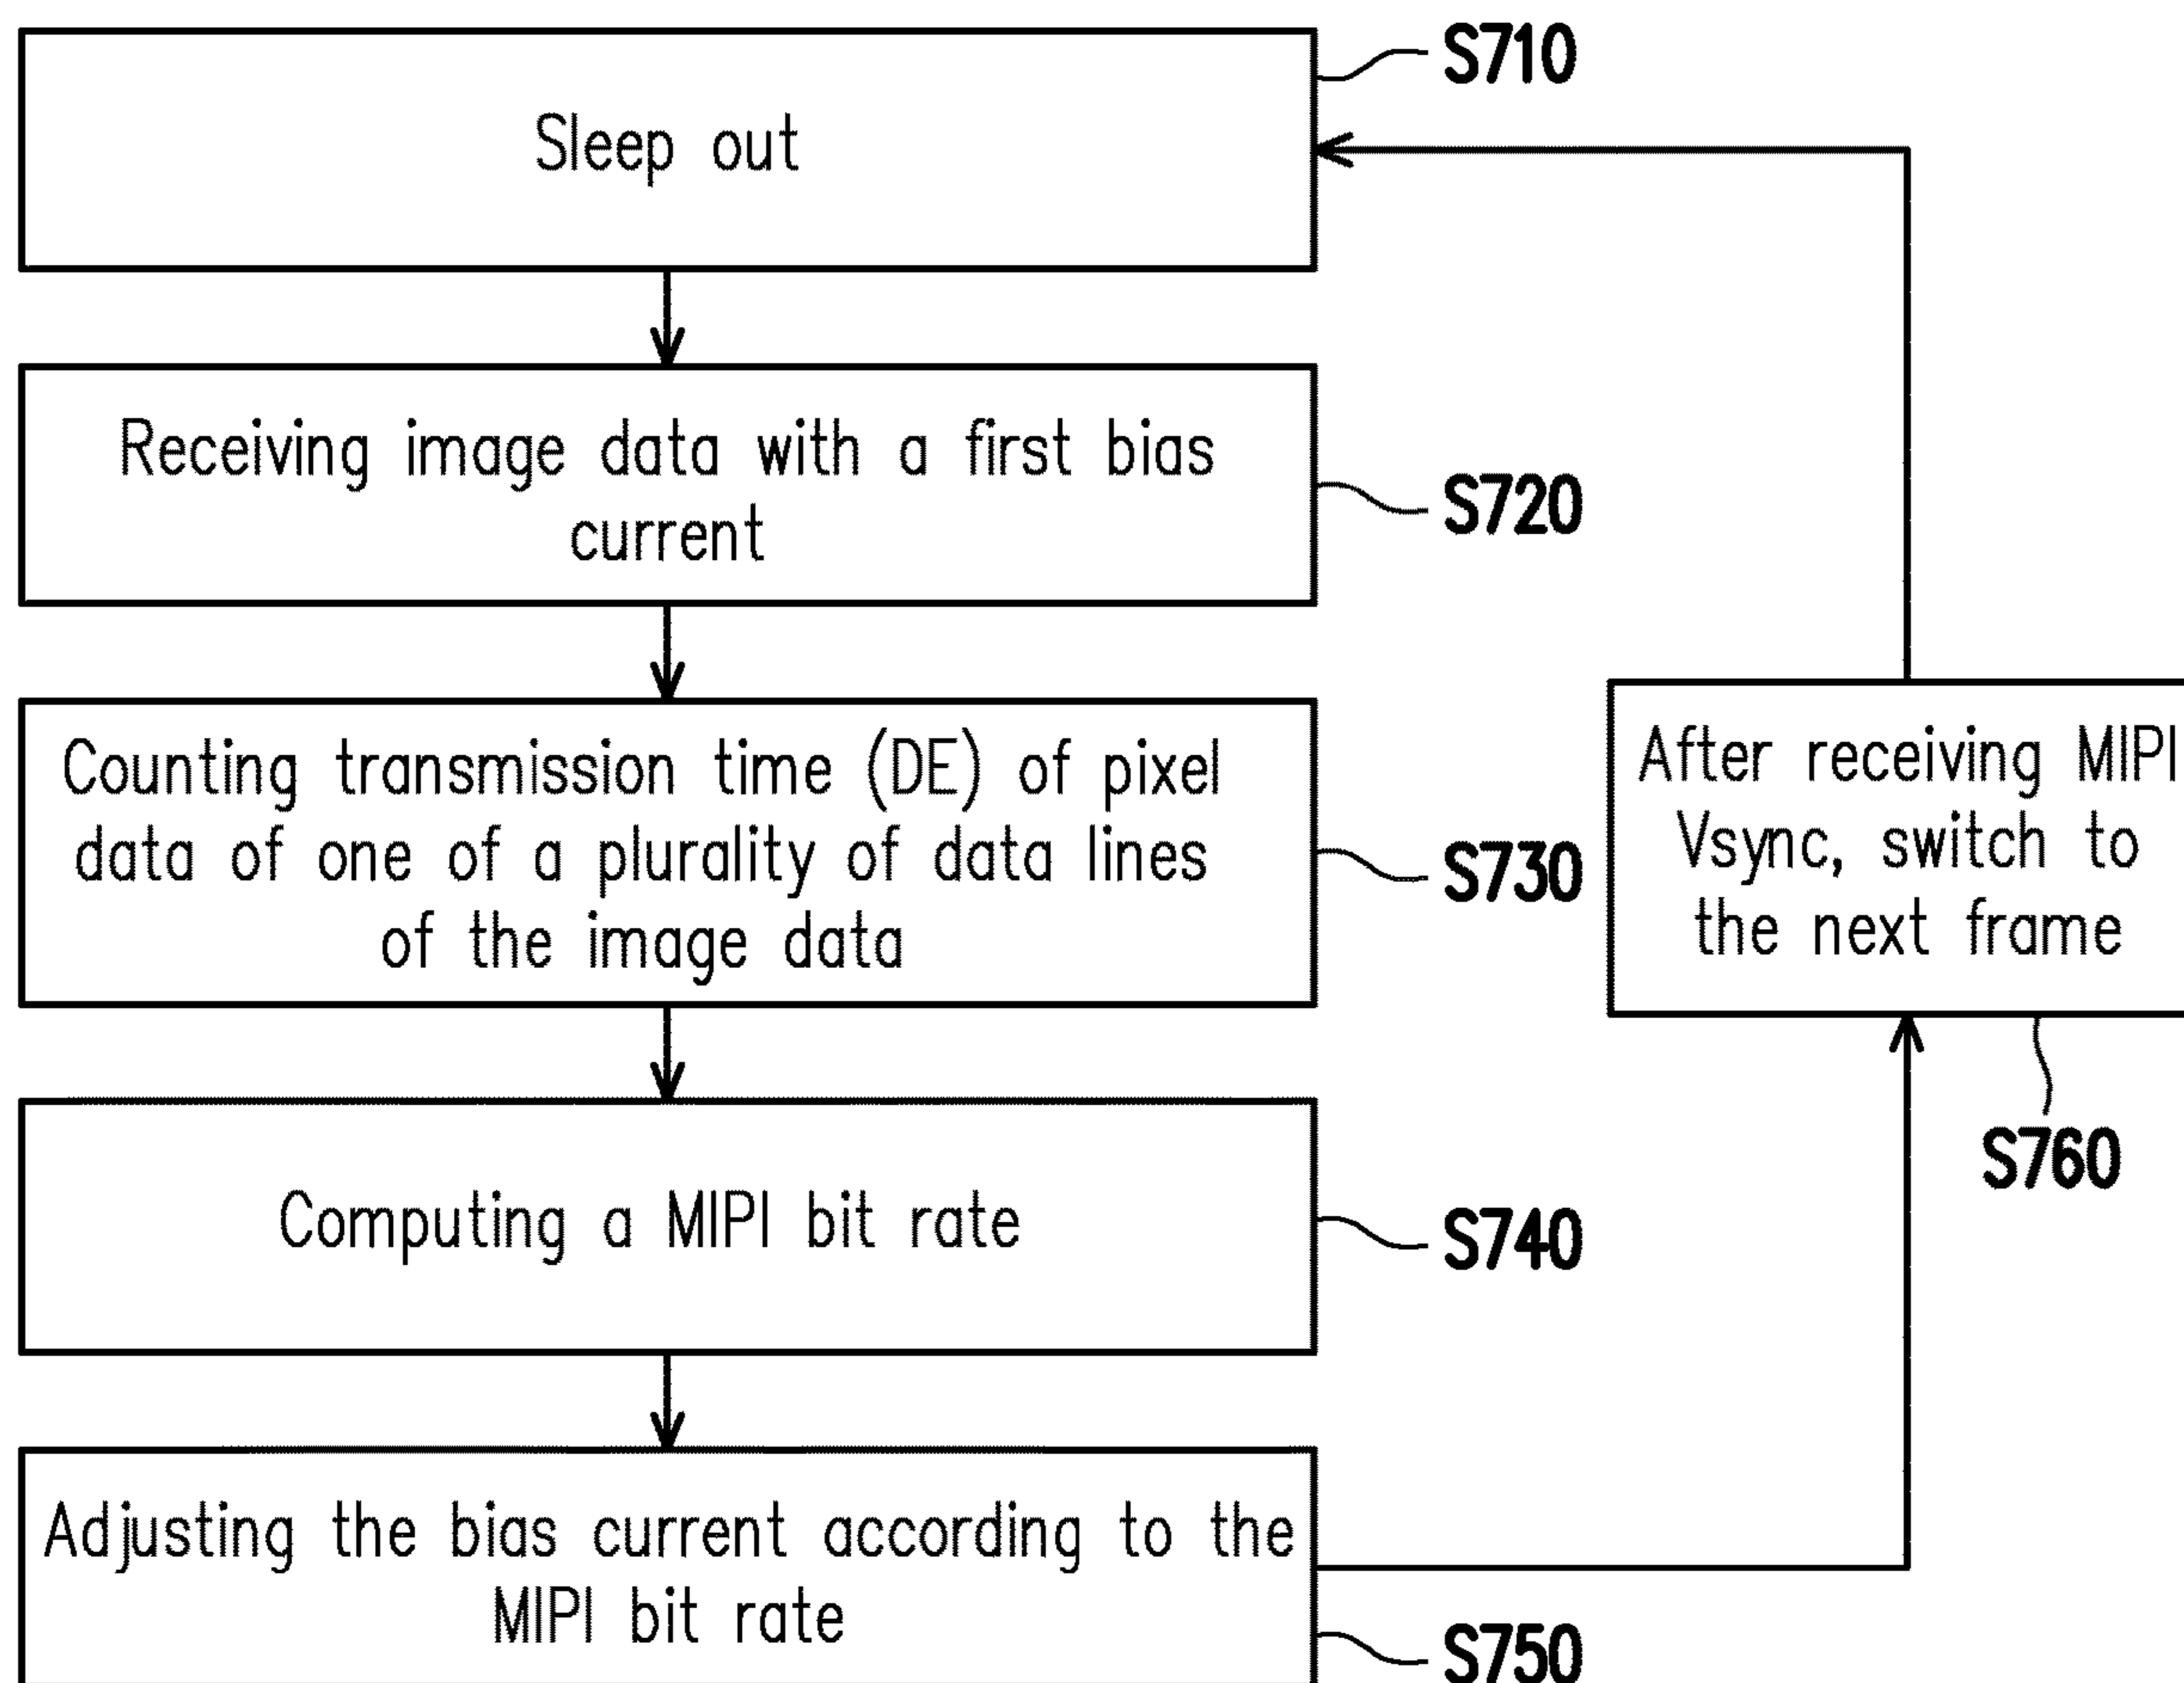 S710
Sleep out
Receiving image data with a first bias
current
S720
Counting transmission time (DE) of pixel
data of one of a plurality of data lines
of the image data
S730
After receiving MIPI
Vsync, switch to
the next frame
S760
Computing a MIPI bit rate
S740
Adjusting the bias current according to the
MIPI bit rate
S750